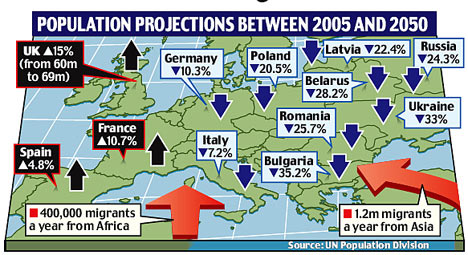 POPULATION PROJECTIONS BETWEEN 2005 AND 2050
UK ▲15%
(from 60m
to 69m)
Germany
▼10.3%
Poland
▼20.5%
Latvia ▼22.4%
Russia
▼24.3%
Belarus
▼28.2%
Ukraine
▼33%
France
▲10.7%
Romania
▼25.7%
Italy
▼7.2%
Spain
▲4.8%
Bulgaria
▼35.2%
400,000 migrants
a year from Africa
1.2m migrants
a year from Asia
Source: UN Population Division